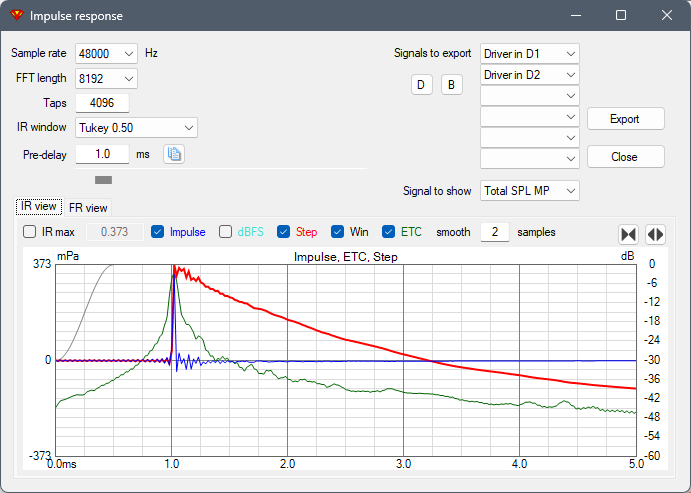 Impulse response
Sample rate 48000 Hz Signals to export Driver in D1
FFT length 8192 D B Driver in D2
Taps 4096
IR window Tukey 0.50 Export
Pre-delay 1.0 ms Close
Signal to show Total SPL MP
IR view FR view
IR max 0.373 Impulse dBFS Step Win ETC smooth 2 samples
mPa Impulse, ETC, Step dB
373 0
-6
-12
-18
-24
0 -30
-36
-42
-48
-54
-373 -60
0.0ms 1.0 2.0 3.0 4.0 5.0